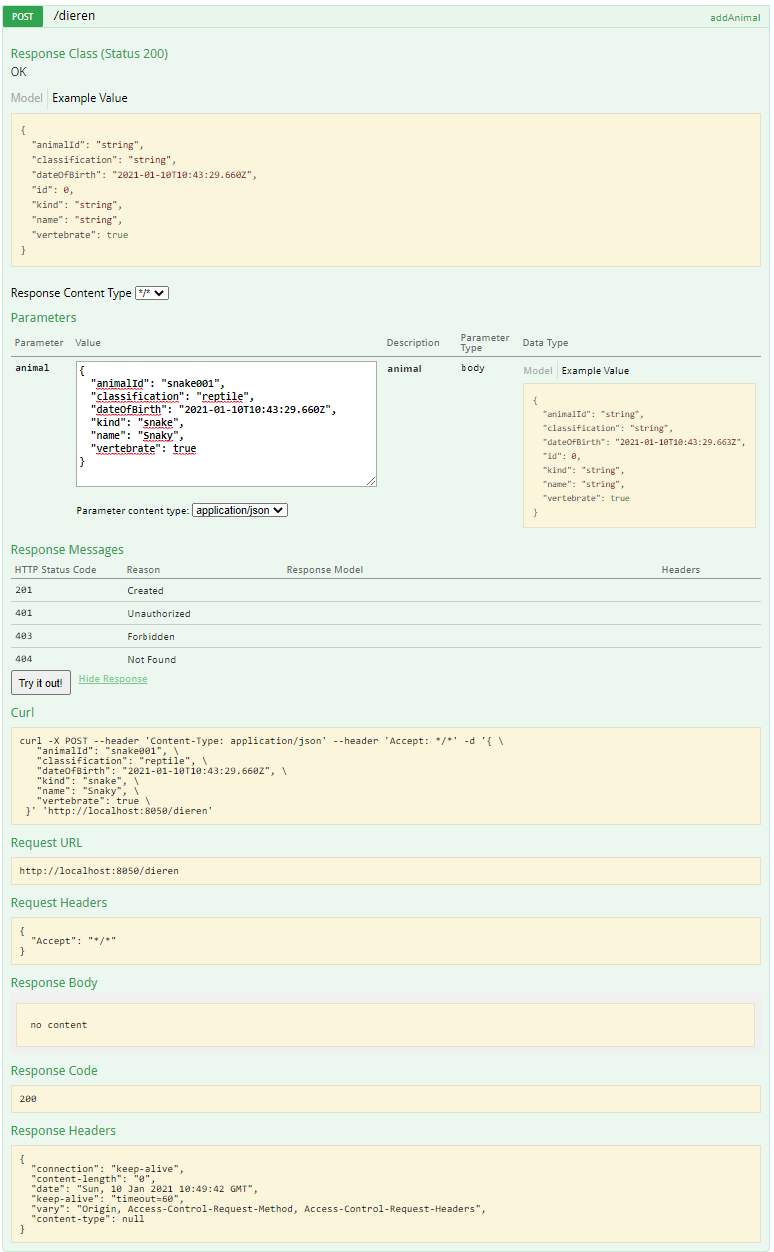 POST /dieren addAnimal
Response Class (Status 200)
OK
Model Example Value
{
  "animalId": "string",
  "classification": "string",
  "dateOfBirth": "2021-01-10T10:43:29.660Z",
  "id": 0,
  "kind": "string",
  "name": "string",
  "vertebrate": true
}
Response Content Type */*
Parameters
Parameter Value Description Parameter Type Data Type
animal
{
  "animalId": "snake001",
  "classification": "reptile",
  "dateOfBirth": "2021-01-10T10:43:29.660Z",
  "kind": "snake",
  "name": "Snaky",
  "vertebrate": true
}
Parameter content type: application/json
animal
body
Model Example Value
{
  "animalId": "string",
  "classification": "string",
  "dateOfBirth": "2021-01-10T10:43:29.663Z",
  "id": 0,
  "kind": "string",
  "name": "string",
  "vertebrate": true
}
Response Messages
HTTP Status Code Reason Response Model Headers
201 Created
401 Unauthorized
403 Forbidden
404 Not Found
Try it out! Hide Response
Curl
curl -X POST --header 'Content-Type: application/json' --header 'Accept: */*' -d '{ \
   "animalId": "snake001", \
   "classification": "reptile", \
   "dateOfBirth": "2021-01-10T10:43:29.660Z", \
   "kind": "snake", \
   "name": "Snaky", \
   "vertebrate": true \
 }' 'http://localhost:8050/dieren'
Request URL
http://localhost:8050/dieren
Request Headers
{
  "Accept": "*/*"
}
Response Body
no content
Response Code
200
Response Headers
{
  "connection": "keep-alive",
  "content-length": "0",
  "date": "Sun, 10 Jan 2021 10:49:42 GMT",
  "keep-alive": "timeout=60",
  "vary": "Origin, Access-Control-Request-Method, Access-Control-Request-Headers",
  "content-type": null
}